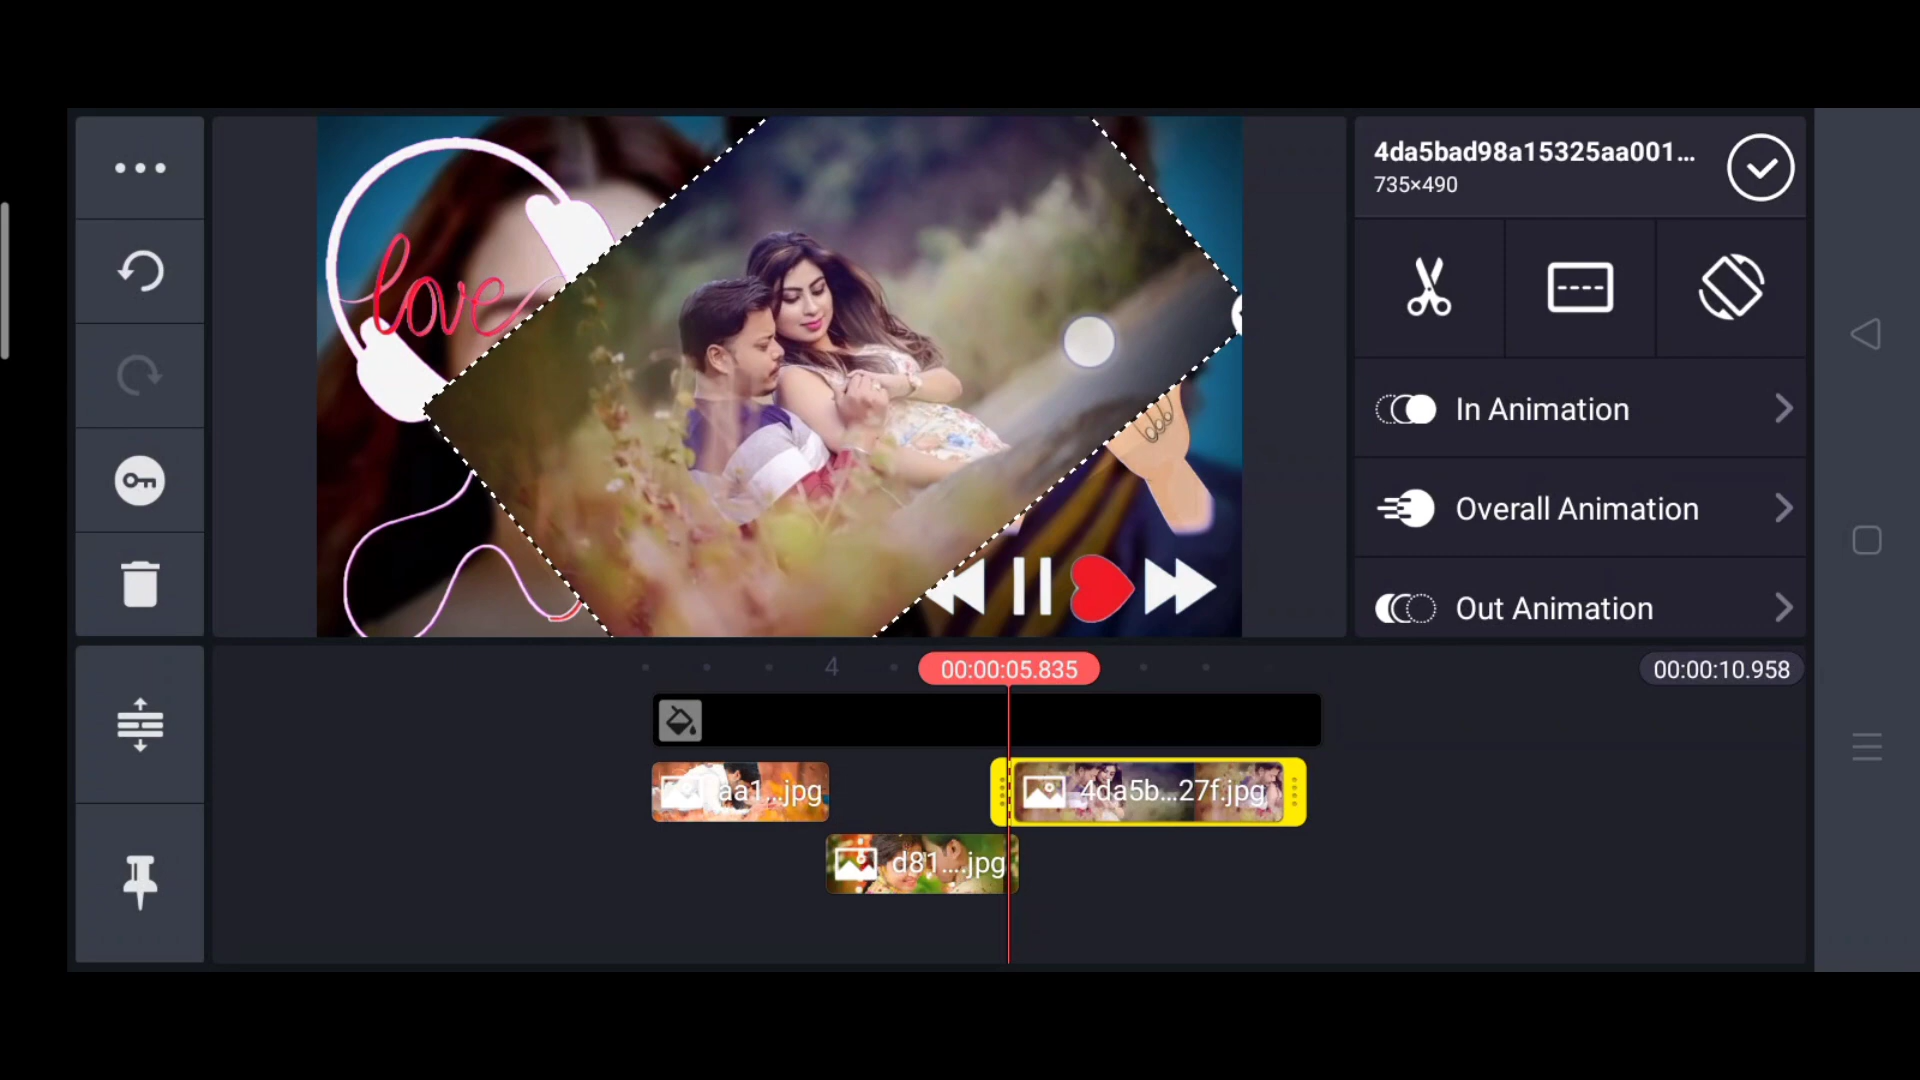 4da5bad98a15325aa001...
735×490
love
In Animation
Overall Animation
Out Animation
4
00:00:05.835
00:00:10.958
aa1...jpg
4da5b...27f.jpg
d81....jpg